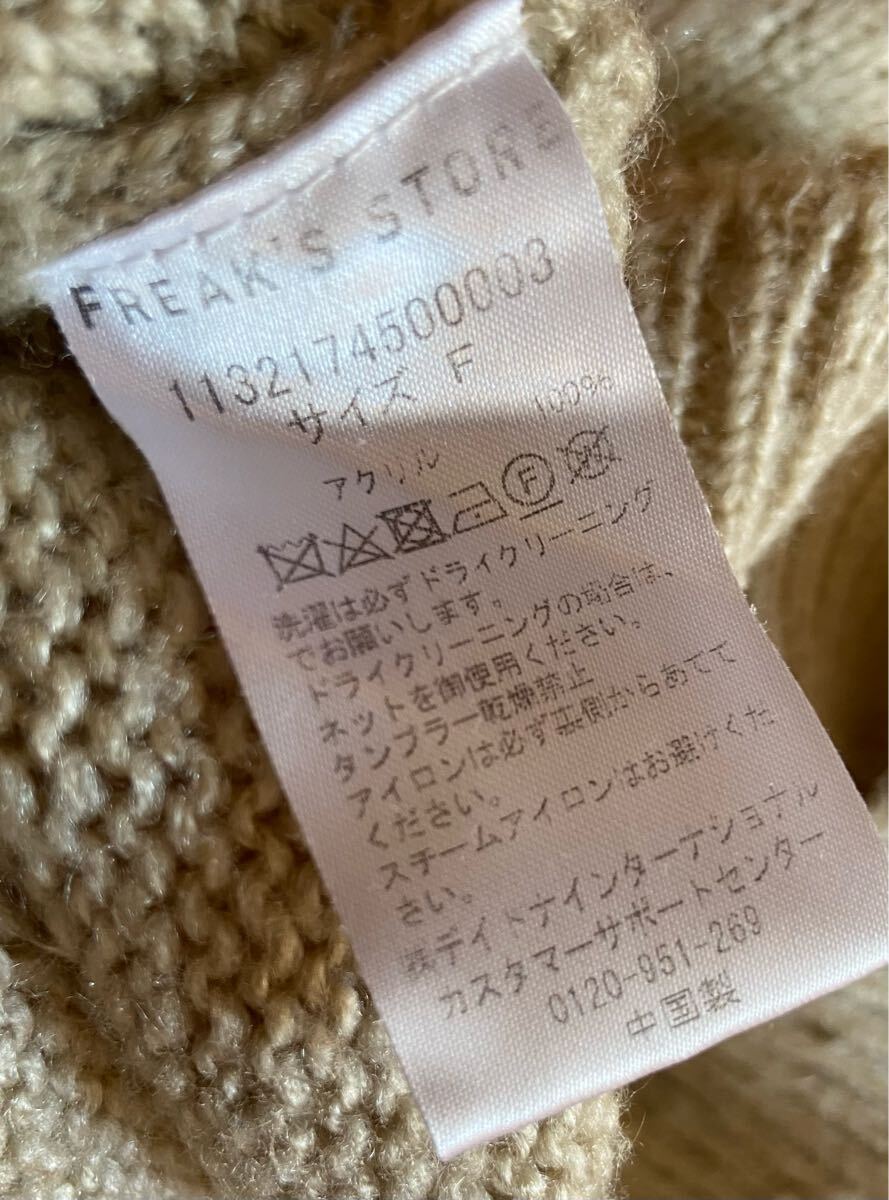 FREAK'S STORE
11321174500003
サイズ F
アクリル 100%
F
洗濯は必ずドライクリーニング
でお願いします。
ドライクリーニングの場合は、
ネットを御使用ください。
タンブラー乾燥禁止
アイロンは必ず裏側からあてて
ください。
スチームアイロンはお避けくだ
さい。
デイトナインターナショナル
カスタマーサポートセンター
0120-951-269
中国製